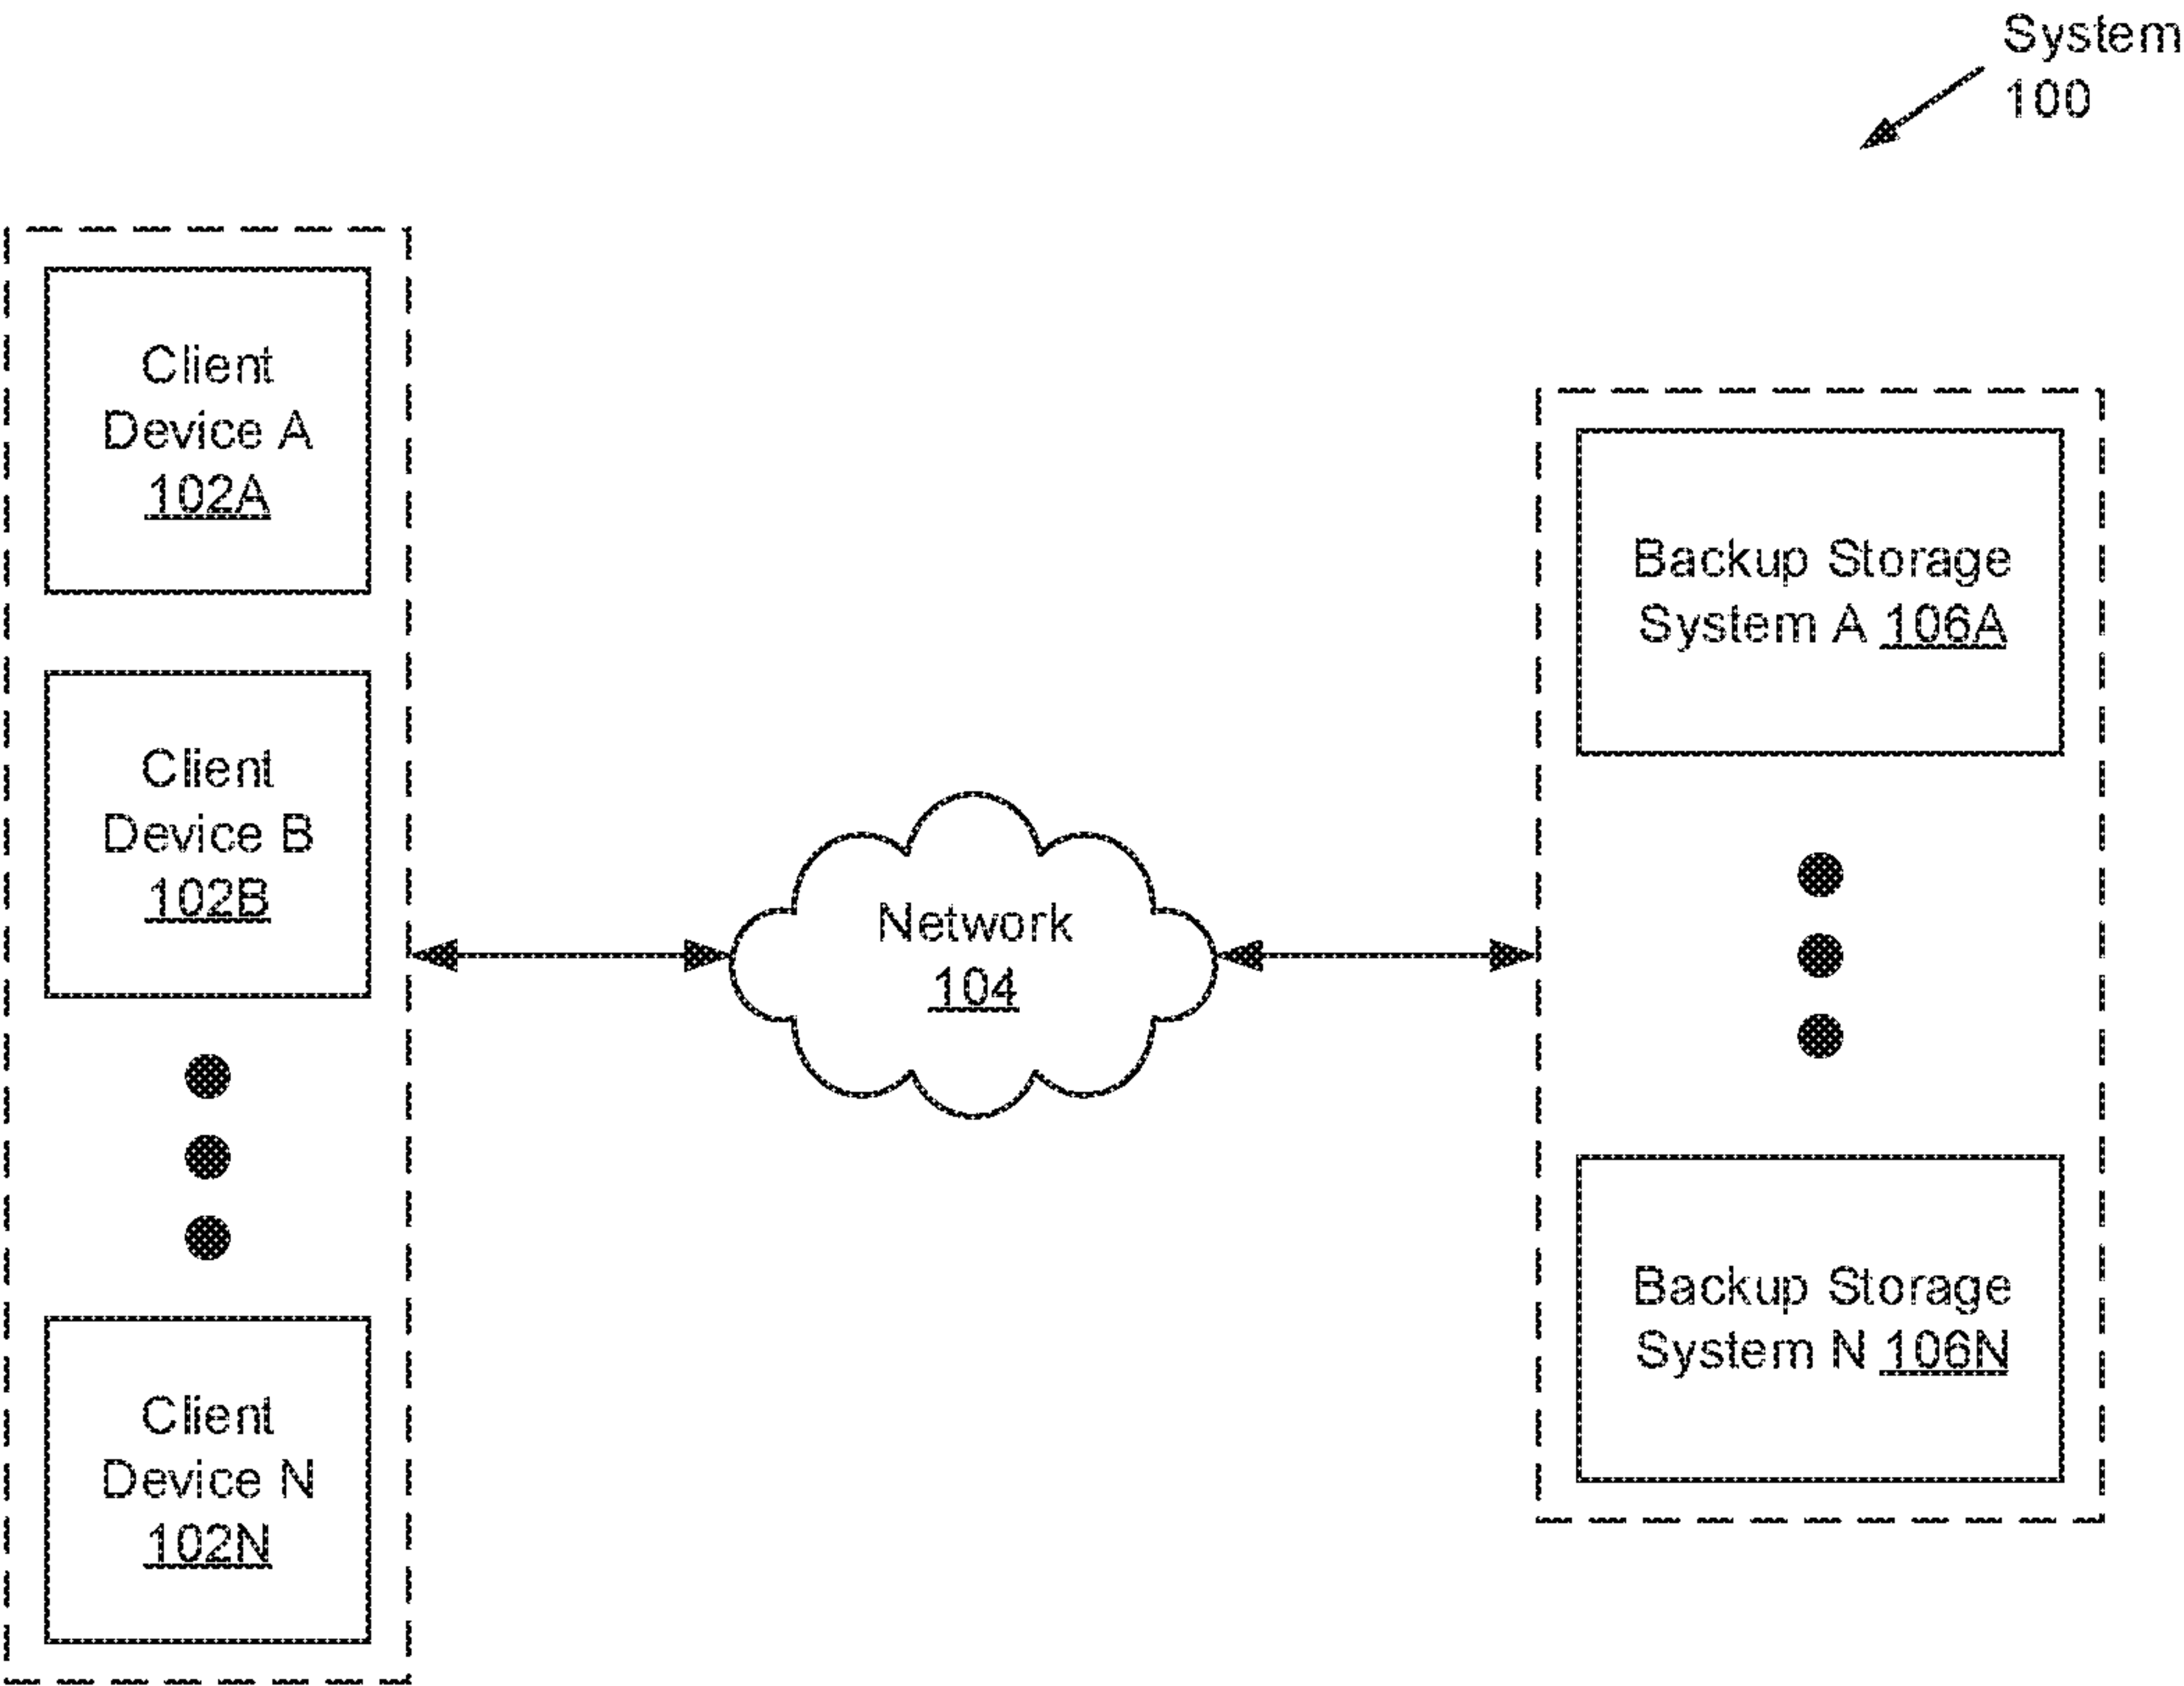 System
100
Client
Device A
102A
Client
Device B
102B
Client
Device N
102N
Network
104
Backup Storage
System A 106A
Backup Storage
System N 106N